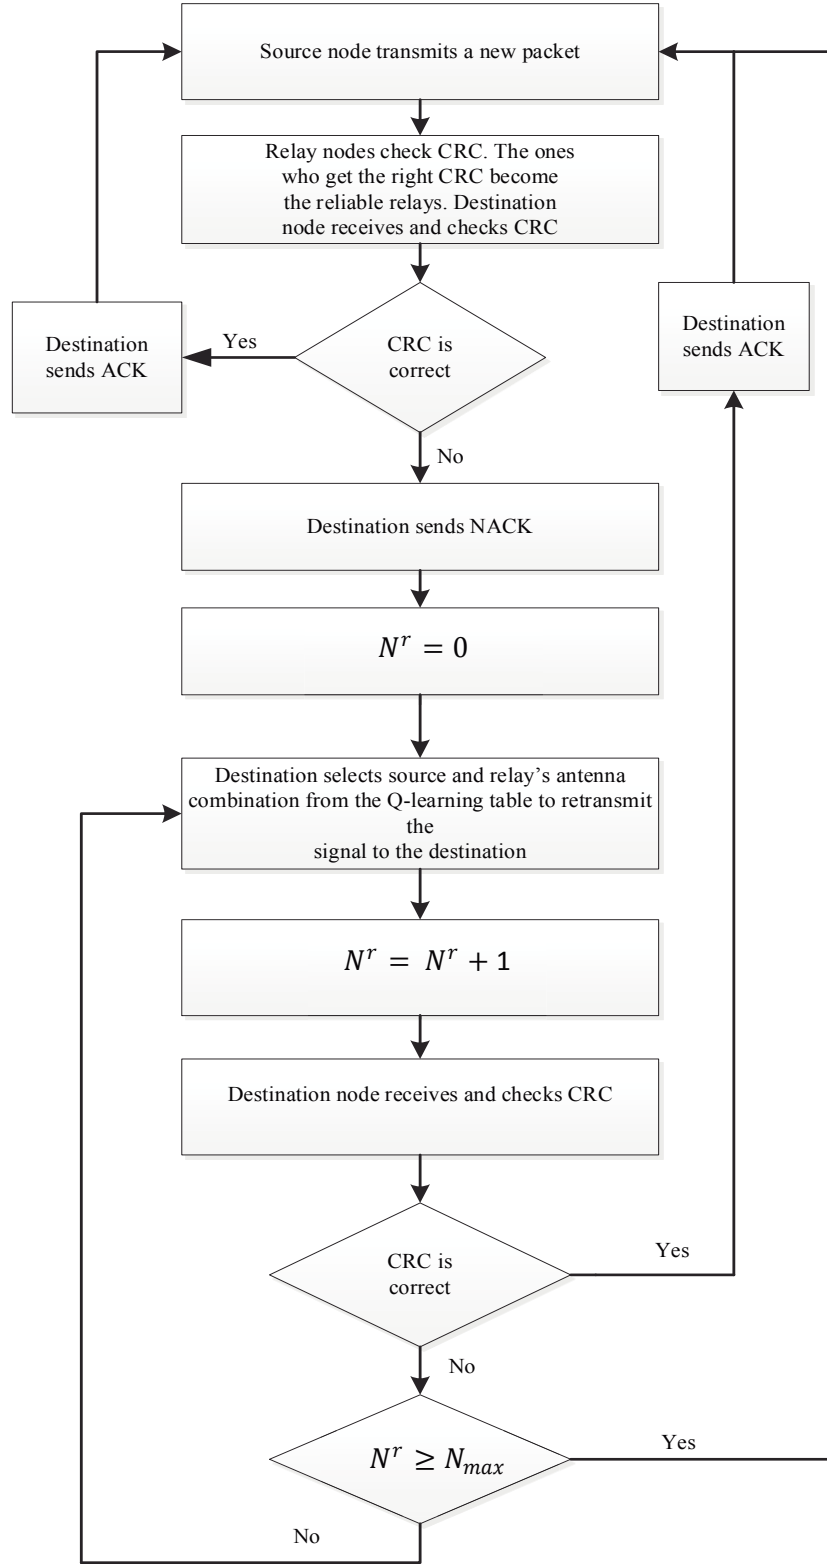 Source node transmits a new packet
Relay nodes check CRC. The ones
who get the right CRC become
the reliable relays. Destination
node receives and checks CRC
Destination
sends ACK
Yes
CRC is
correct
Destination
sends ACK
No
Destination sends NACK
N^r = 0
Destination selects source and relay's antenna
combination from the Q-learning table to retransmit
the
signal to the destination
N^r = N^r + 1
Destination node receives and checks CRC
CRC is
correct
Yes
No
N^r ≥ N_max
Yes
No